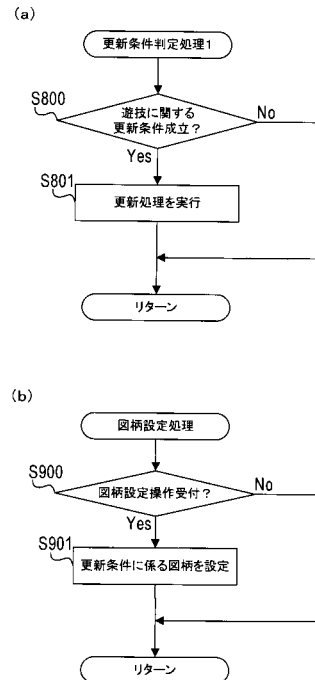 (a)
更新条件判定処理1
S800
遊技に関する
更新条件成立？
No
Yes
S801
更新処理を実行
リターン
(b)
図柄設定処理
S900
図柄設定操作受付？
No
Yes
S901
更新条件に係る図柄を設定
リターン